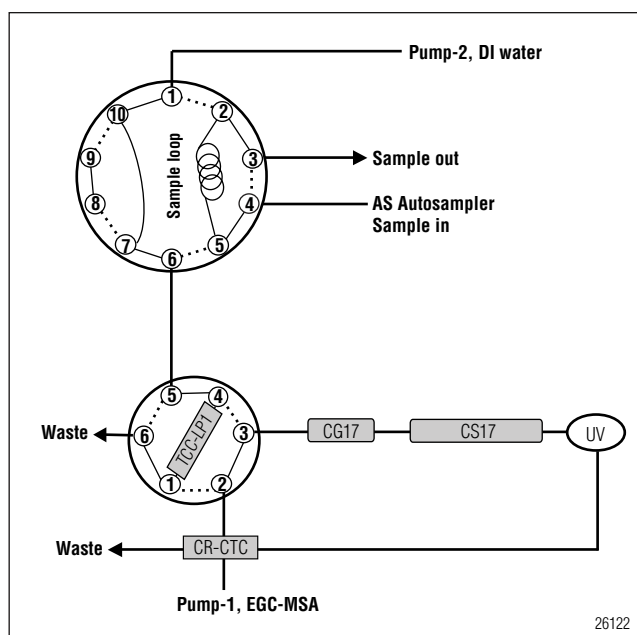 Pump-2, DI water
1
10
2
9
Sample loop
3
Sample out
8
4
AS Autosampler
Sample in
7
5
6
5
4
Waste
6
TCC-LP1
3
CG17
CS17
UV
1
2
Waste
CR-CTC
Pump-1, EGC-MSA
26122